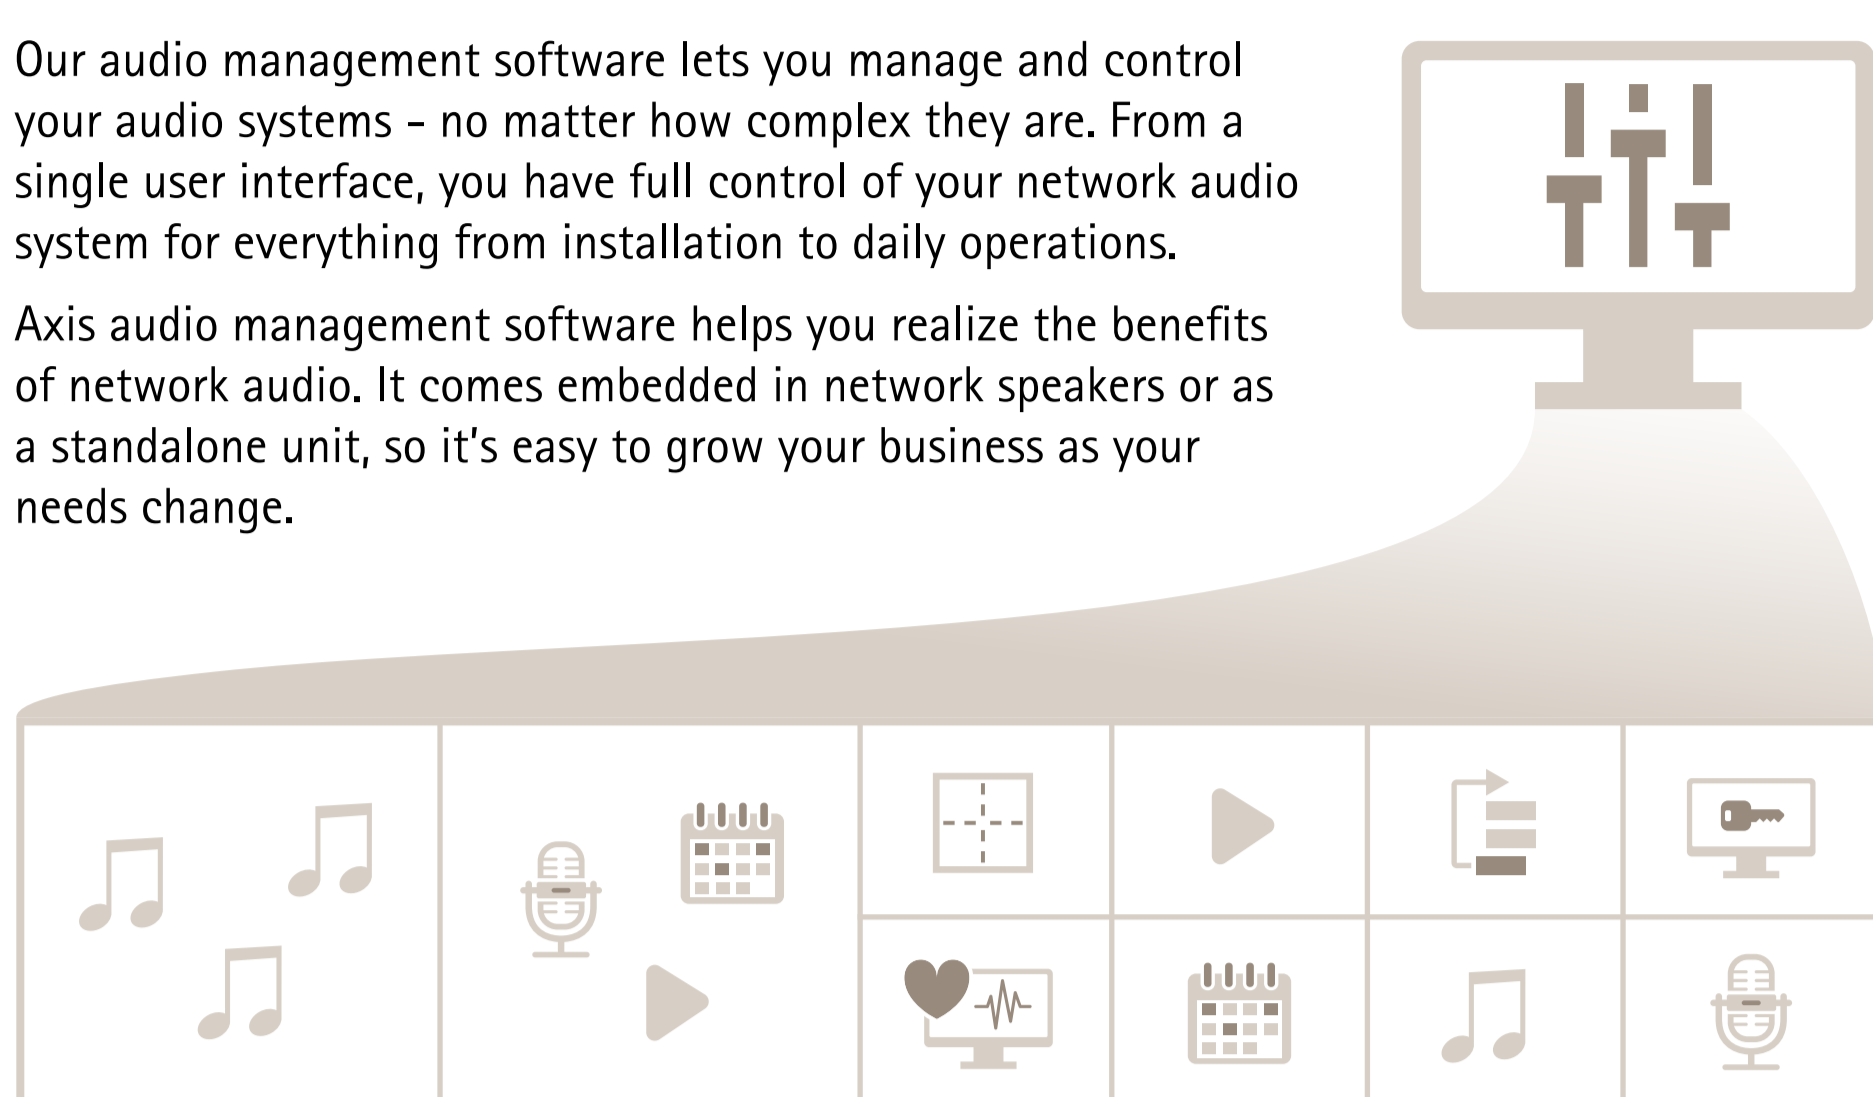 Our audio management software lets you manage and control
your audio systems - no matter how complex they are. From a
single user interface, you have full control of your network audio
system for everything from installation to daily operations.
Axis audio management software helps you realize the benefits
of network audio. It comes embedded in network speakers or as
a standalone unit, so it's easy to grow your business as your
needs change.